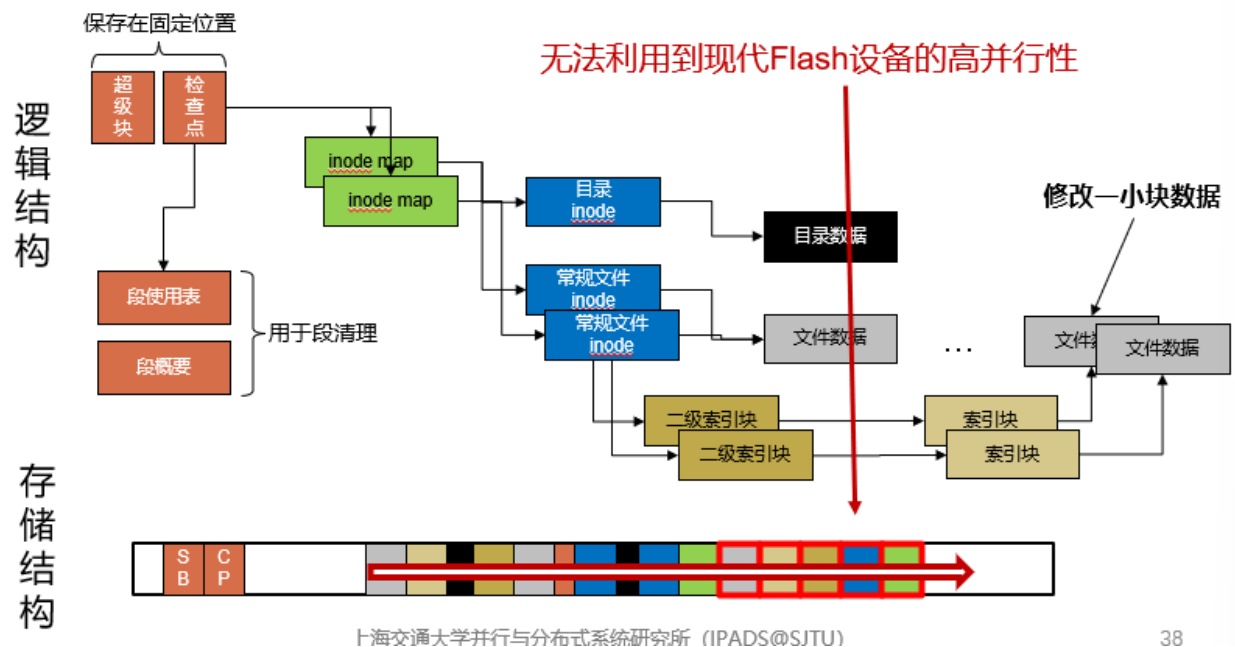 保存在固定位置
无法利用到现代Flash设备的高并行性
超级块
检查点
逻辑结构
inode map
inode map
目录
inode
目录数据
修改一小块数据
段使用表
用于段清理
段概要
常规文件
inode
常规文件
inode
文件数据
…
文件
文件数据
二级索引块
二级索引块
索引块
索引块
存储结构
SB
CP
上海交通大学并行与分布式系统研究所（IPADS@SJTU）
38